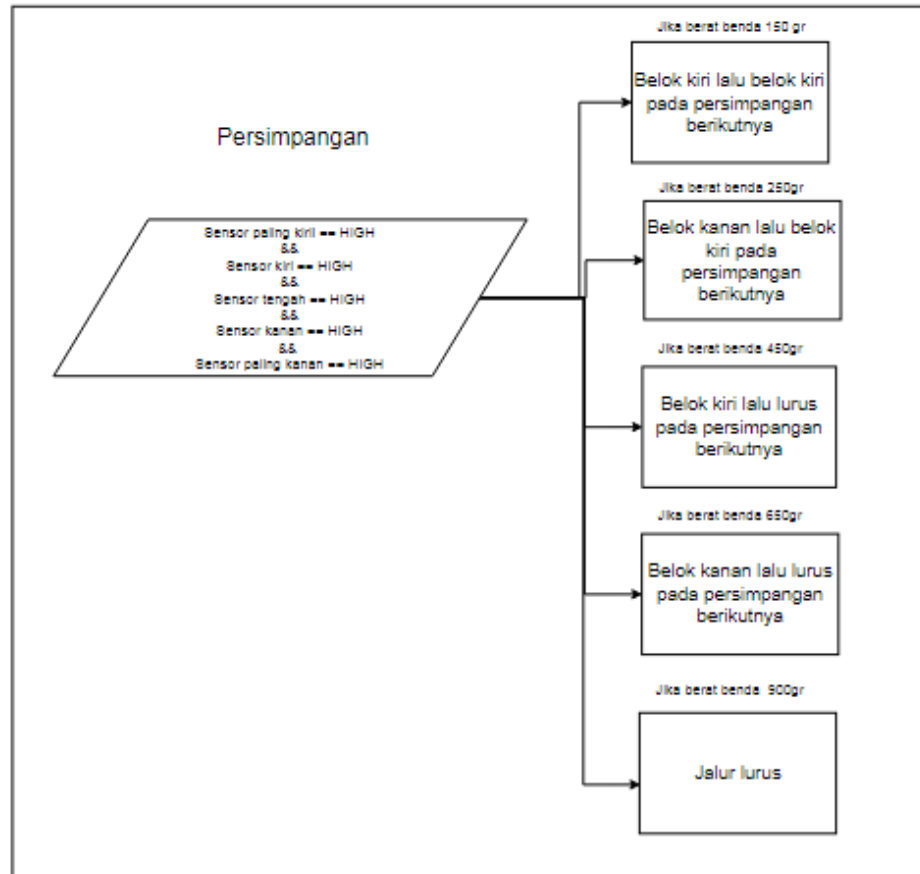 Persimpangan
Sensor paling kiril == HIGH
&&
Sensor kiri == HIGH
&&
Sensor tengah == HIGH
&&
Sensor kanan == HIGH
&&
Sensor paling kanan == HIGH
Jika berat benda 150 gr
Belok kiri lalu belok kiri
pada persimpangan
berikutnya
Jika berat benda 250gr
Belok kanan lalu belok
kiri pada
persimpangan
berikutnya
Jika berat benda 450gr
Belok kiri lalu lurus
pada persimpangan
berikutnya
Jika berat benda 650gr
Belok kanan lalu lurus
pada persimpangan
berikutnya
Jika berat benda 900gr
Jalur lurus